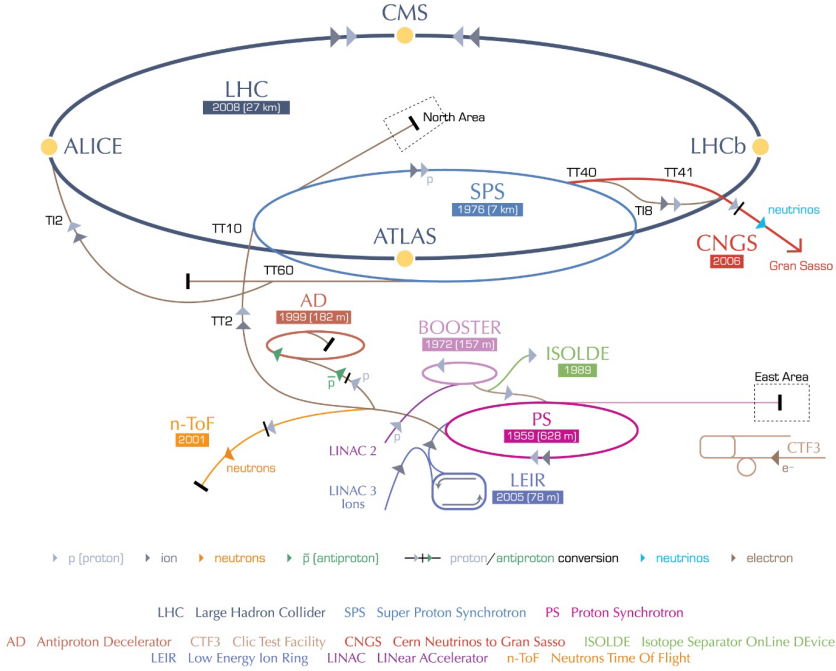 CMS
LHC
2008 (27 km)
North Area
ALICE
LHCb
TT40
TT41
SPS
1976 (7 km)
p
TI2
TI8
neutrinos
TT10
ATLAS
CNGS
2006
Gran Sasso
TT60
AD
1999 (182 m)
TT2
BOOSTER
1972 (157 m)
ISOLDE
1989
p̅
p
East Area
n-ToF
2001
PS
1959 (628 m)
LINAC 2
p
neutrons
CTF3
e-
LEIR
2005 (78 m)
LINAC 3
Ions
p (proton) ion neutrons p̅ (antiproton) proton/antiproton conversion neutrinos electron
LHC Large Hadron Collider SPS Super Proton Synchrotron PS Proton Synchrotron
AD Antiproton Decelerator CTF3 Clic Test Facility CNGS Cern Neutrinos to Gran Sasso ISOLDE Isotope Separator OnLine DEvice
LEIR Low Energy Ion Ring LINAC LINear ACcelerator n-ToF Neutrons Time Of Flight